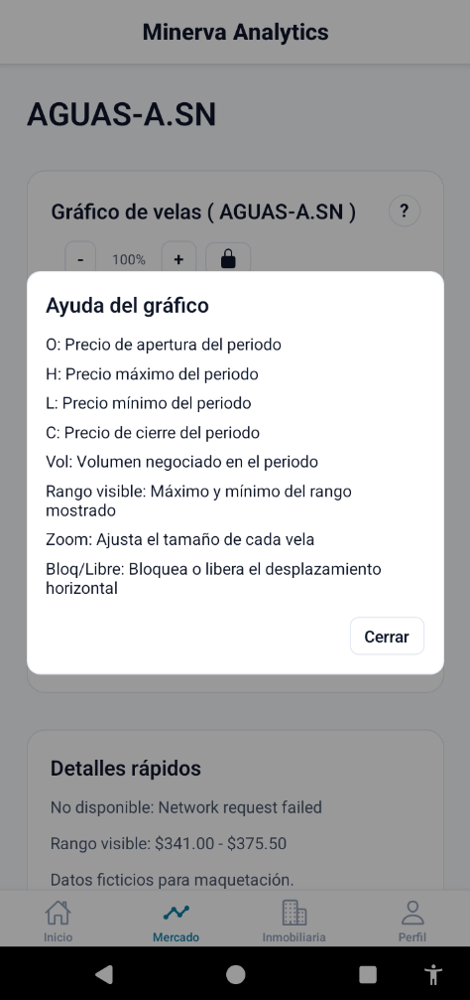 Minerva Analytics
AGUAS-A.SN
Gráfico de velas ( AGUAS-A.SN )
?
-
100%
+
Ayuda del gráfico
O: Precio de apertura del periodo
H: Precio máximo del periodo
L: Precio mínimo del periodo
C: Precio de cierre del periodo
Vol: Volumen negociado en el periodo
Rango visible: Máximo y mínimo del rango
mostrado
Zoom: Ajusta el tamaño de cada vela
Bloq/Libre: Bloquea o libera el desplazamiento
horizontal
Cerrar
Detalles rápidos
No disponible: Network request failed
Rango visible: $341.00 - $375.50
Datos ficticios para maquetación.
Inicio
Mercado
Inmobiliaria
Perfil